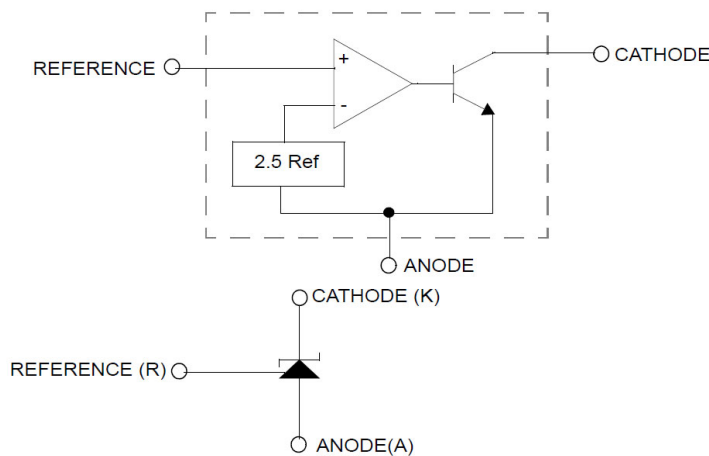 REFERENCE
+
-
CATHODE
2.5 Ref
ANODE
CATHODE (K)
REFERENCE (R)
ANODE(A)